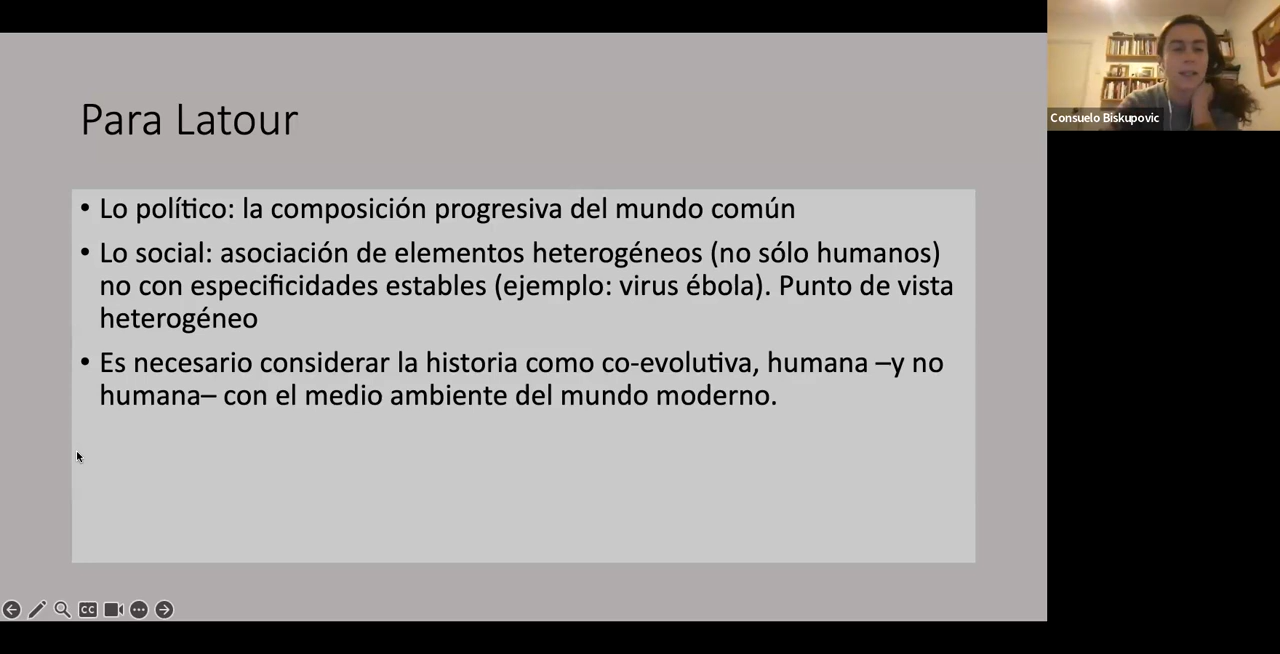 Para Latour
• Lo político: la composición progresiva del mundo común
• Lo social: asociación de elementos heterogéneos (no sólo humanos)
no con especificidades estables (ejemplo: virus ébola). Punto de vista
heterogéneo
• Es necesario considerar la historia como co-evolutiva, humana –y no
humana– con el medio ambiente del mundo moderno.
Consuelo Biskupovic
CC